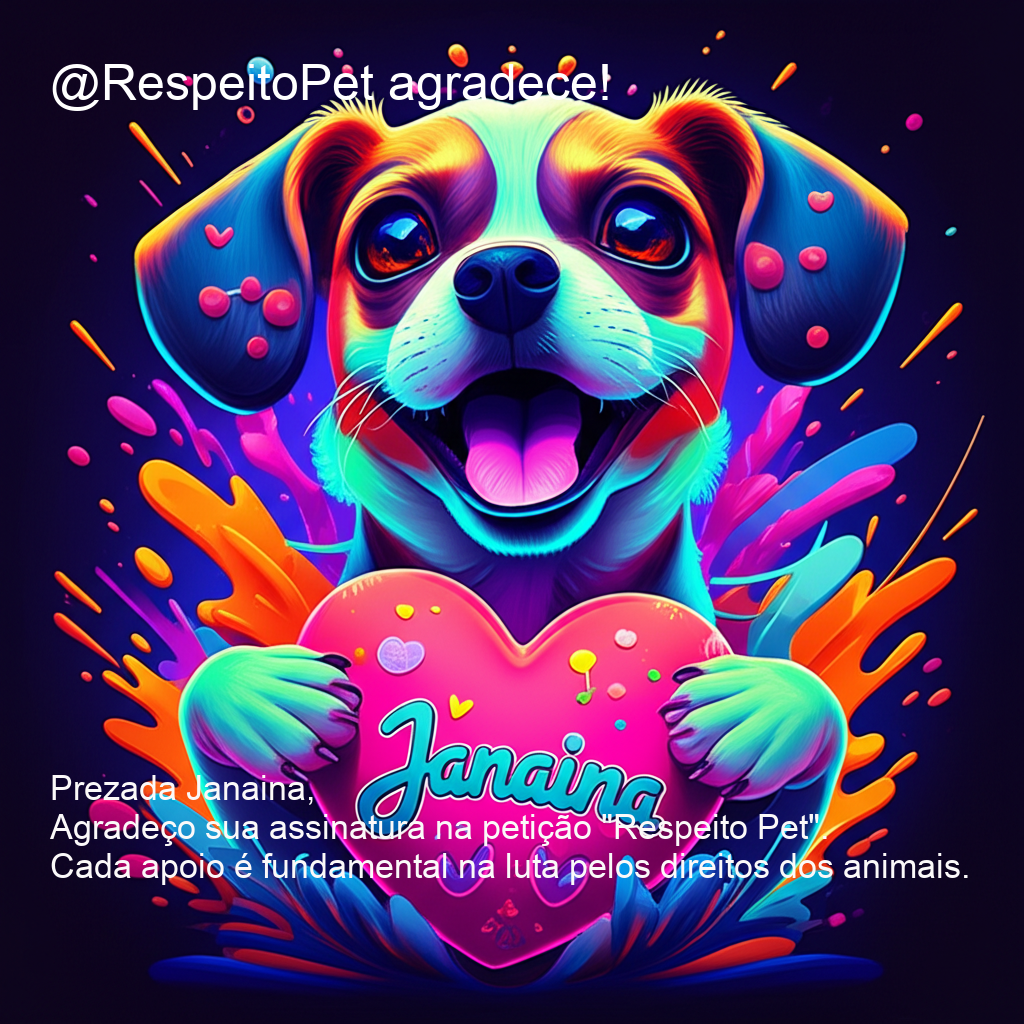 @RespeitoPet agradece!
Janaina
Prezada Janaina,
Agradeço sua assinatura na petição "Respeito Pet".
Cada apoio é fundamental na luta pelos direitos dos animais.